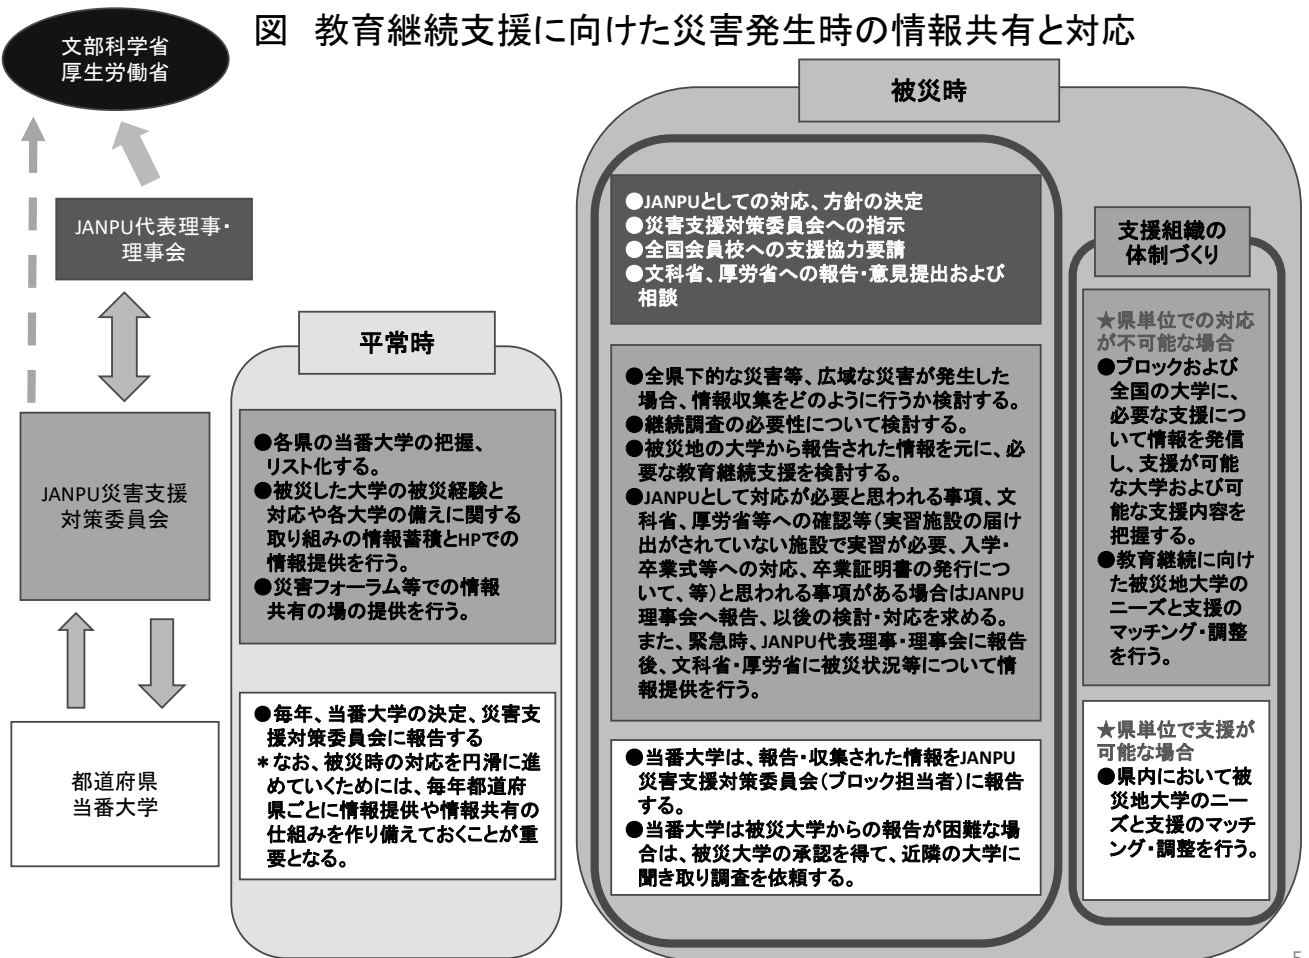 図　教育継続支援に向けた災害発生時の情報共有と対応
文部科学省
厚生労働省
JANPU代表理事・
理事会
JANPU災害支援
対策委員会
都道府県
当番大学
平常時
●各県の当番大学の把握、
リスト化する。
●被災した大学の被災経験と
対応や各大学の備えに関する
取り組みの情報蓄積とHPでの
情報提供を行う。
●災害フォーラム等での情報
共有の場の提供を行う。
●毎年、当番大学の決定、災害支
援対策委員会に報告する
＊なお、被災時の対応を円滑に進
めていくためには、毎年都道府
県ごとに情報提供や情報共有の
仕組みを作り備えておくことが重
要となる。
被災時
●JANPUとしての対応、方針の決定
●災害支援対策委員会への指示
●全国会員校への支援協力要請
●文科省、厚労省への報告・意見提出および
相談
●全県下的な災害等、広域な災害が発生した
場合、情報収集をどのように行うか検討する。
●継続調査の必要性について検討する。
●被災地の大学から報告された情報を元に、必
要な教育継続支援を検討する。
●JANPUとして対応が必要と思われる事項、文
科省、厚労省等への確認等（実習施設の届け
出がされていない施設で実習が必要、入学・
卒業式等への対応、卒業証明書の発行につ
いて、等）と思われる事項がある場合はJANPU
理事会へ報告、以後の検討・対応を求める。
また、緊急時、JANPU代表理事・理事会に報告
後、文科省・厚労省に被災状況等について情
報提供を行う。
●当番大学は、報告・収集された情報をJANPU
災害支援対策委員会（ブロック担当者）に報告
する。
●当番大学は被災大学からの報告が困難な場
合は、被災大学の承認を得て、近隣の大学に
聞き取り調査を依頼する。
支援組織の
体制づくり
★県単位での対応
が不可能な場合
●ブロックおよび
全国の大学に、
必要な支援につ
いて情報を発信
し、支援が可能
な大学および可
能な支援内容を
把握する。
●教育継続に向け
た被災地大学の
ニーズと支援の
マッチング・調整
を行う。
★県単位で支援が
可能な場合
●県内において被
災地大学のニー
ズと支援のマッチ
ング・調整を行う。